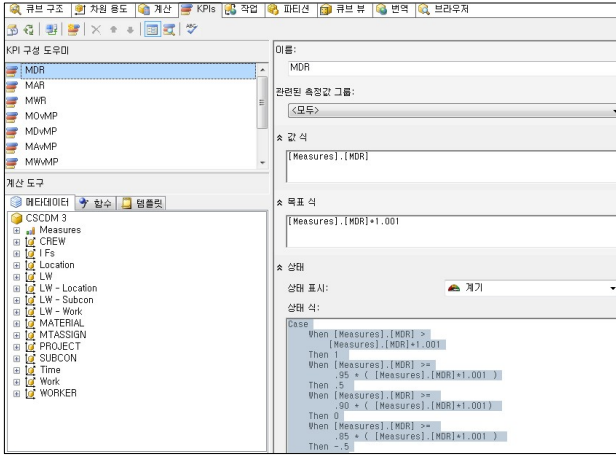 큐브 구조 차원 용도 계산 KPIs 작업 파티션 큐브 뷰 번역 브라우저
KPI 구성 도우미
MDR
MAR
MWR
MOvMP
MDvMP
MAvMP
MWvMP
계산 도구
메타데이터 함수 템플릿
CSCDM 3
Measures
CREW
I Fs
Location
LW
LW - Location
LW - Subcon
LW - Work
MATERIAL
MTASSIGN
PROJECT
SUBCON
Time
Work
WORKER
이름:
MDR
관련된 측정값 그룹:
<모두>
값 식
[Measures].[MDR]
목표 식
[Measures].[MDR]*1.001
상태
상태 표시: 계기
상태 식:
Case
When [Measures].[MDR] >
[Measures].[MDR]*1.001
Then 1
When [Measures].[MDR] >=
.95 * ( [Measures].[MDR]*1.001 )
Then .5
When [Measures].[MDR] >=
.90 * ( [Measures].[MDR]*1.001)
Then 0
When [Measures].[MDR] >=
.85 * ( [Measures].[MDR]*1.001 )
Then -.5